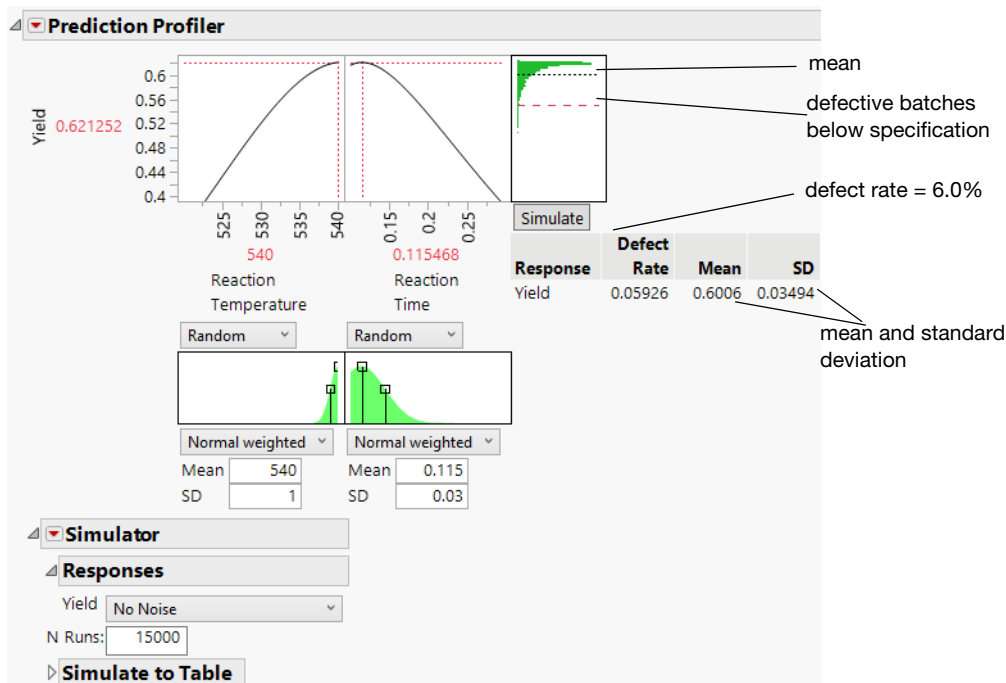 Prediction Profiler
mean
defective batches
below specification
defect rate = 6.0%
mean and standard
deviation
Yield
0.621252
0.6
0.56
0.52
0.48
0.44
0.4
525
530
535
540
0.15
0.2
0.25
540
Reaction
Temperature
0.115468
Reaction
Time
Simulate
Defect
Response Rate Mean SD
Yield 0.05926 0.6006 0.03494
Random
Random
Normal weighted
Normal weighted
Mean 540
SD 1
Mean 0.115
SD 0.03
Simulator
Responses
Yield No Noise
N Runs: 15000
Simulate to Table